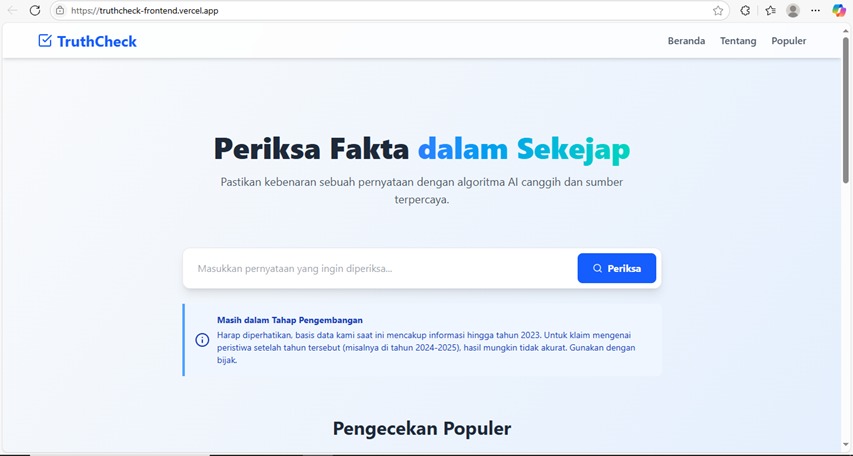 https://truthcheck-frontend.vercel.app
TruthCheck
Beranda Tentang Populer
Periksa Fakta dalam Sekejap
Pastikan kebenaran sebuah pernyataan dengan algoritma AI canggih dan sumber
terpercaya.
Masukkan pernyataan yang ingin diperiksa...
Periksa
Masih dalam Tahap Pengembangan
Harap diperhatikan, basis data kami saat ini mencakup informasi hingga tahun 2023. Untuk klaim mengenai
peristiwa setelah tahun tersebut (misalnya di tahun 2024-2025), hasil mungkin tidak akurat. Gunakan dengan
bijak.
Pengecekan Populer